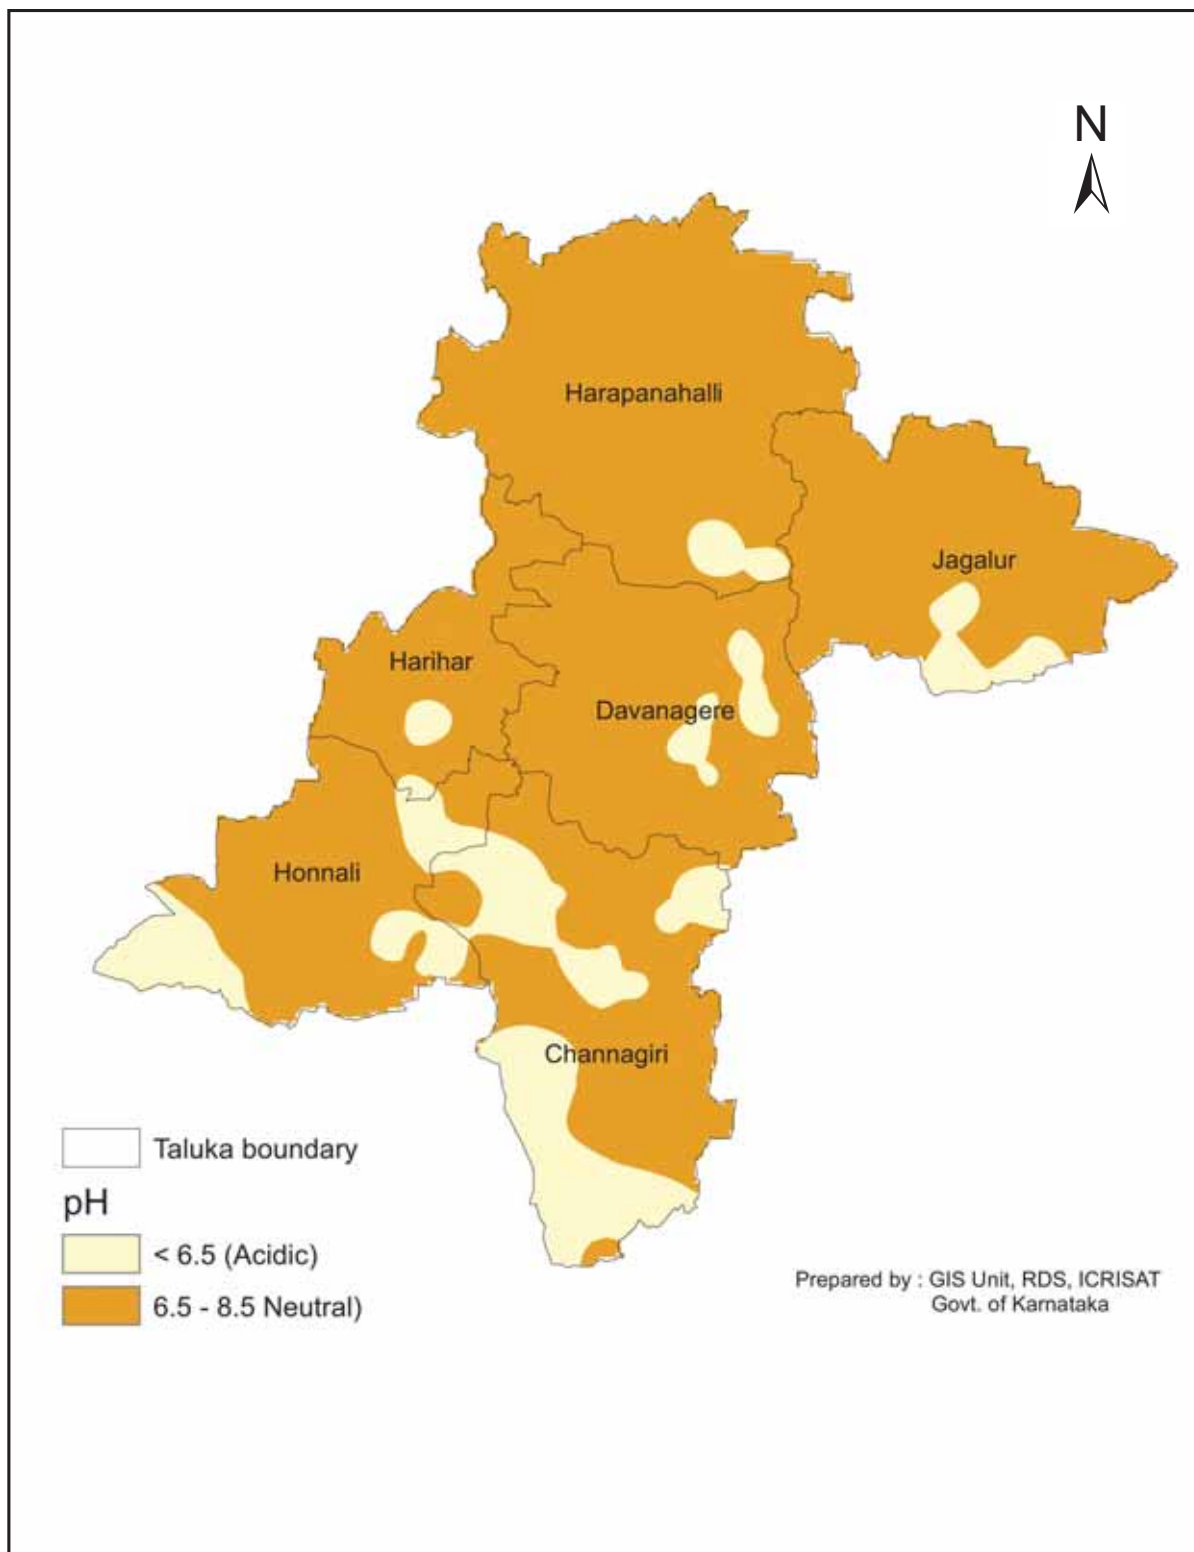 N
Harapanahalli
Jagalur
Harihar
Davanagere
Honnali
Channagiri
Taluka boundary
pH
< 6.5 (Acidic)
6.5 - 8.5 Neutral)
Prepared by : GIS Unit, RDS, ICRISAT
Govt. of Karnataka